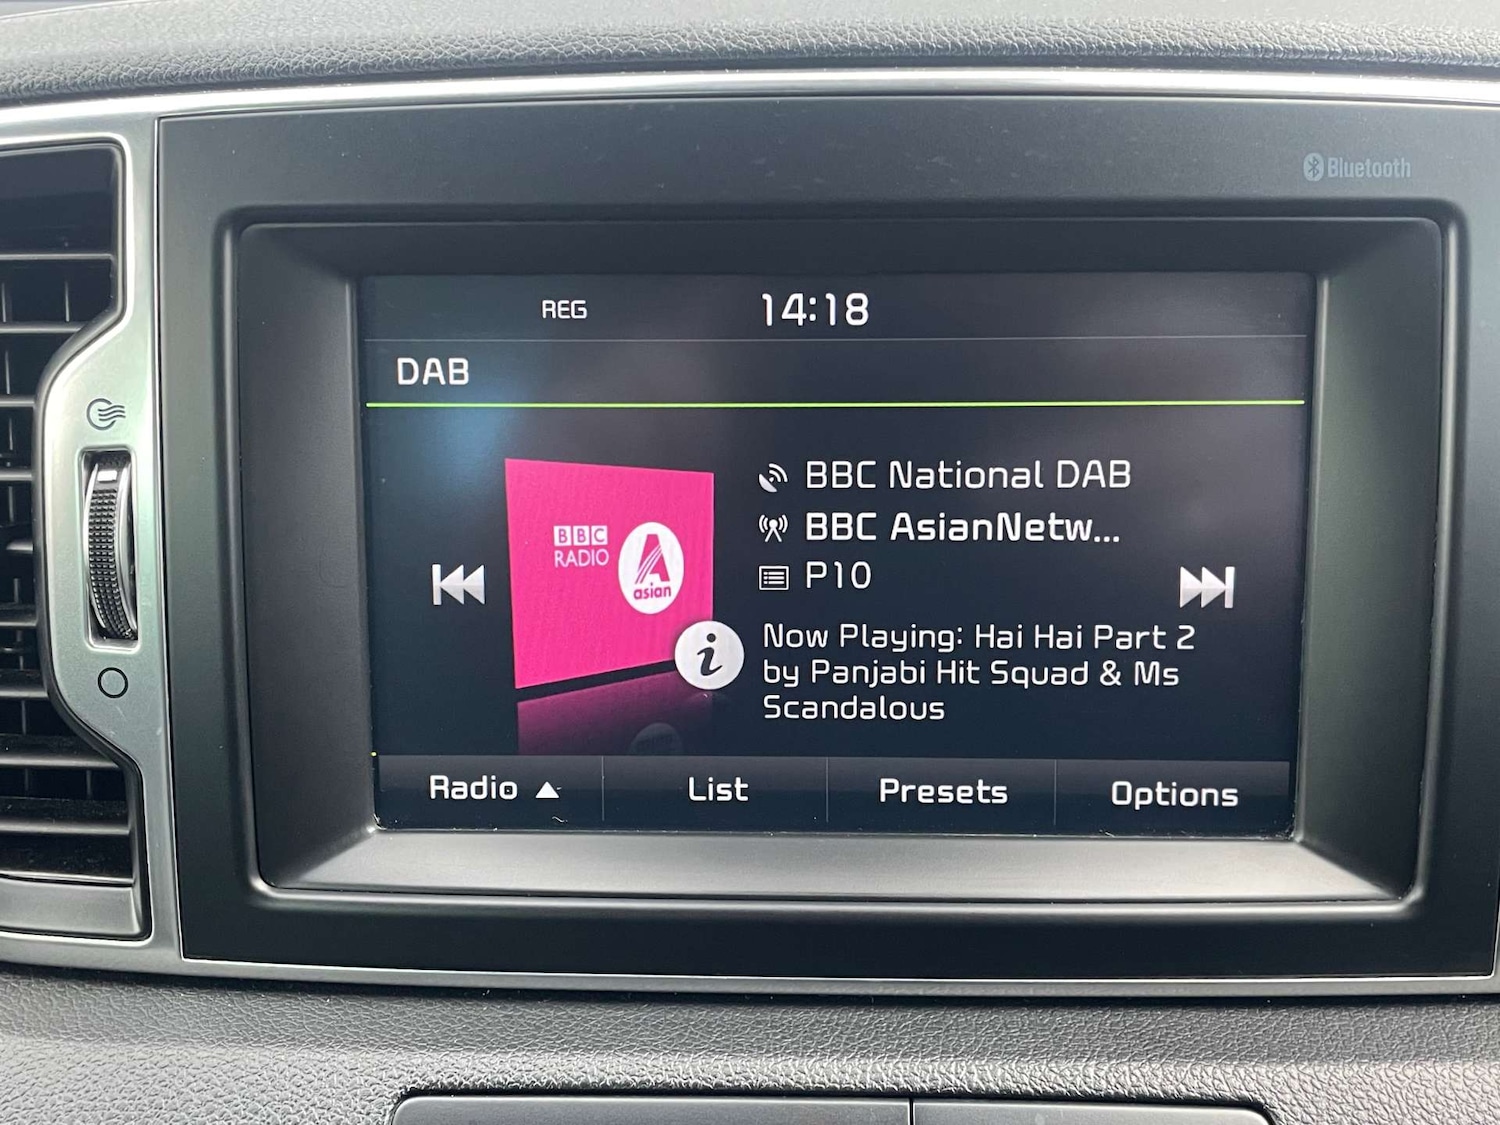 Bluetooth
REG
14:18
DAB
BBC
RADIO
A
asian
BBC National DAB
BBC AsianNetw...
P10
i
Now Playing: Hai Hai Part 2
by Panjabi Hit Squad & Ms
Scandalous
Radio
List
Presets
Options